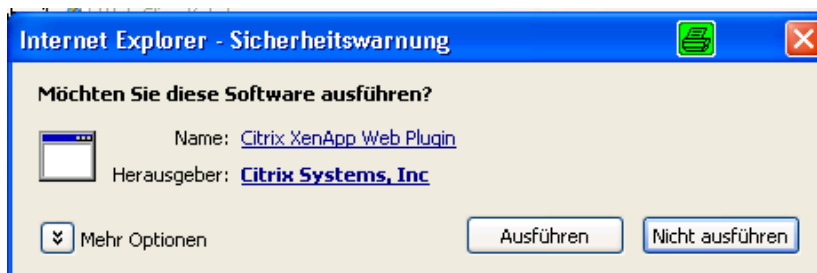 Internet Explorer - Sicherheitswarnung
Möchten Sie diese Software ausführen?
Name: Citrix XenApp Web Plugin
Herausgeber: Citrix Systems, Inc
Mehr Optionen Ausführen Nicht ausführen